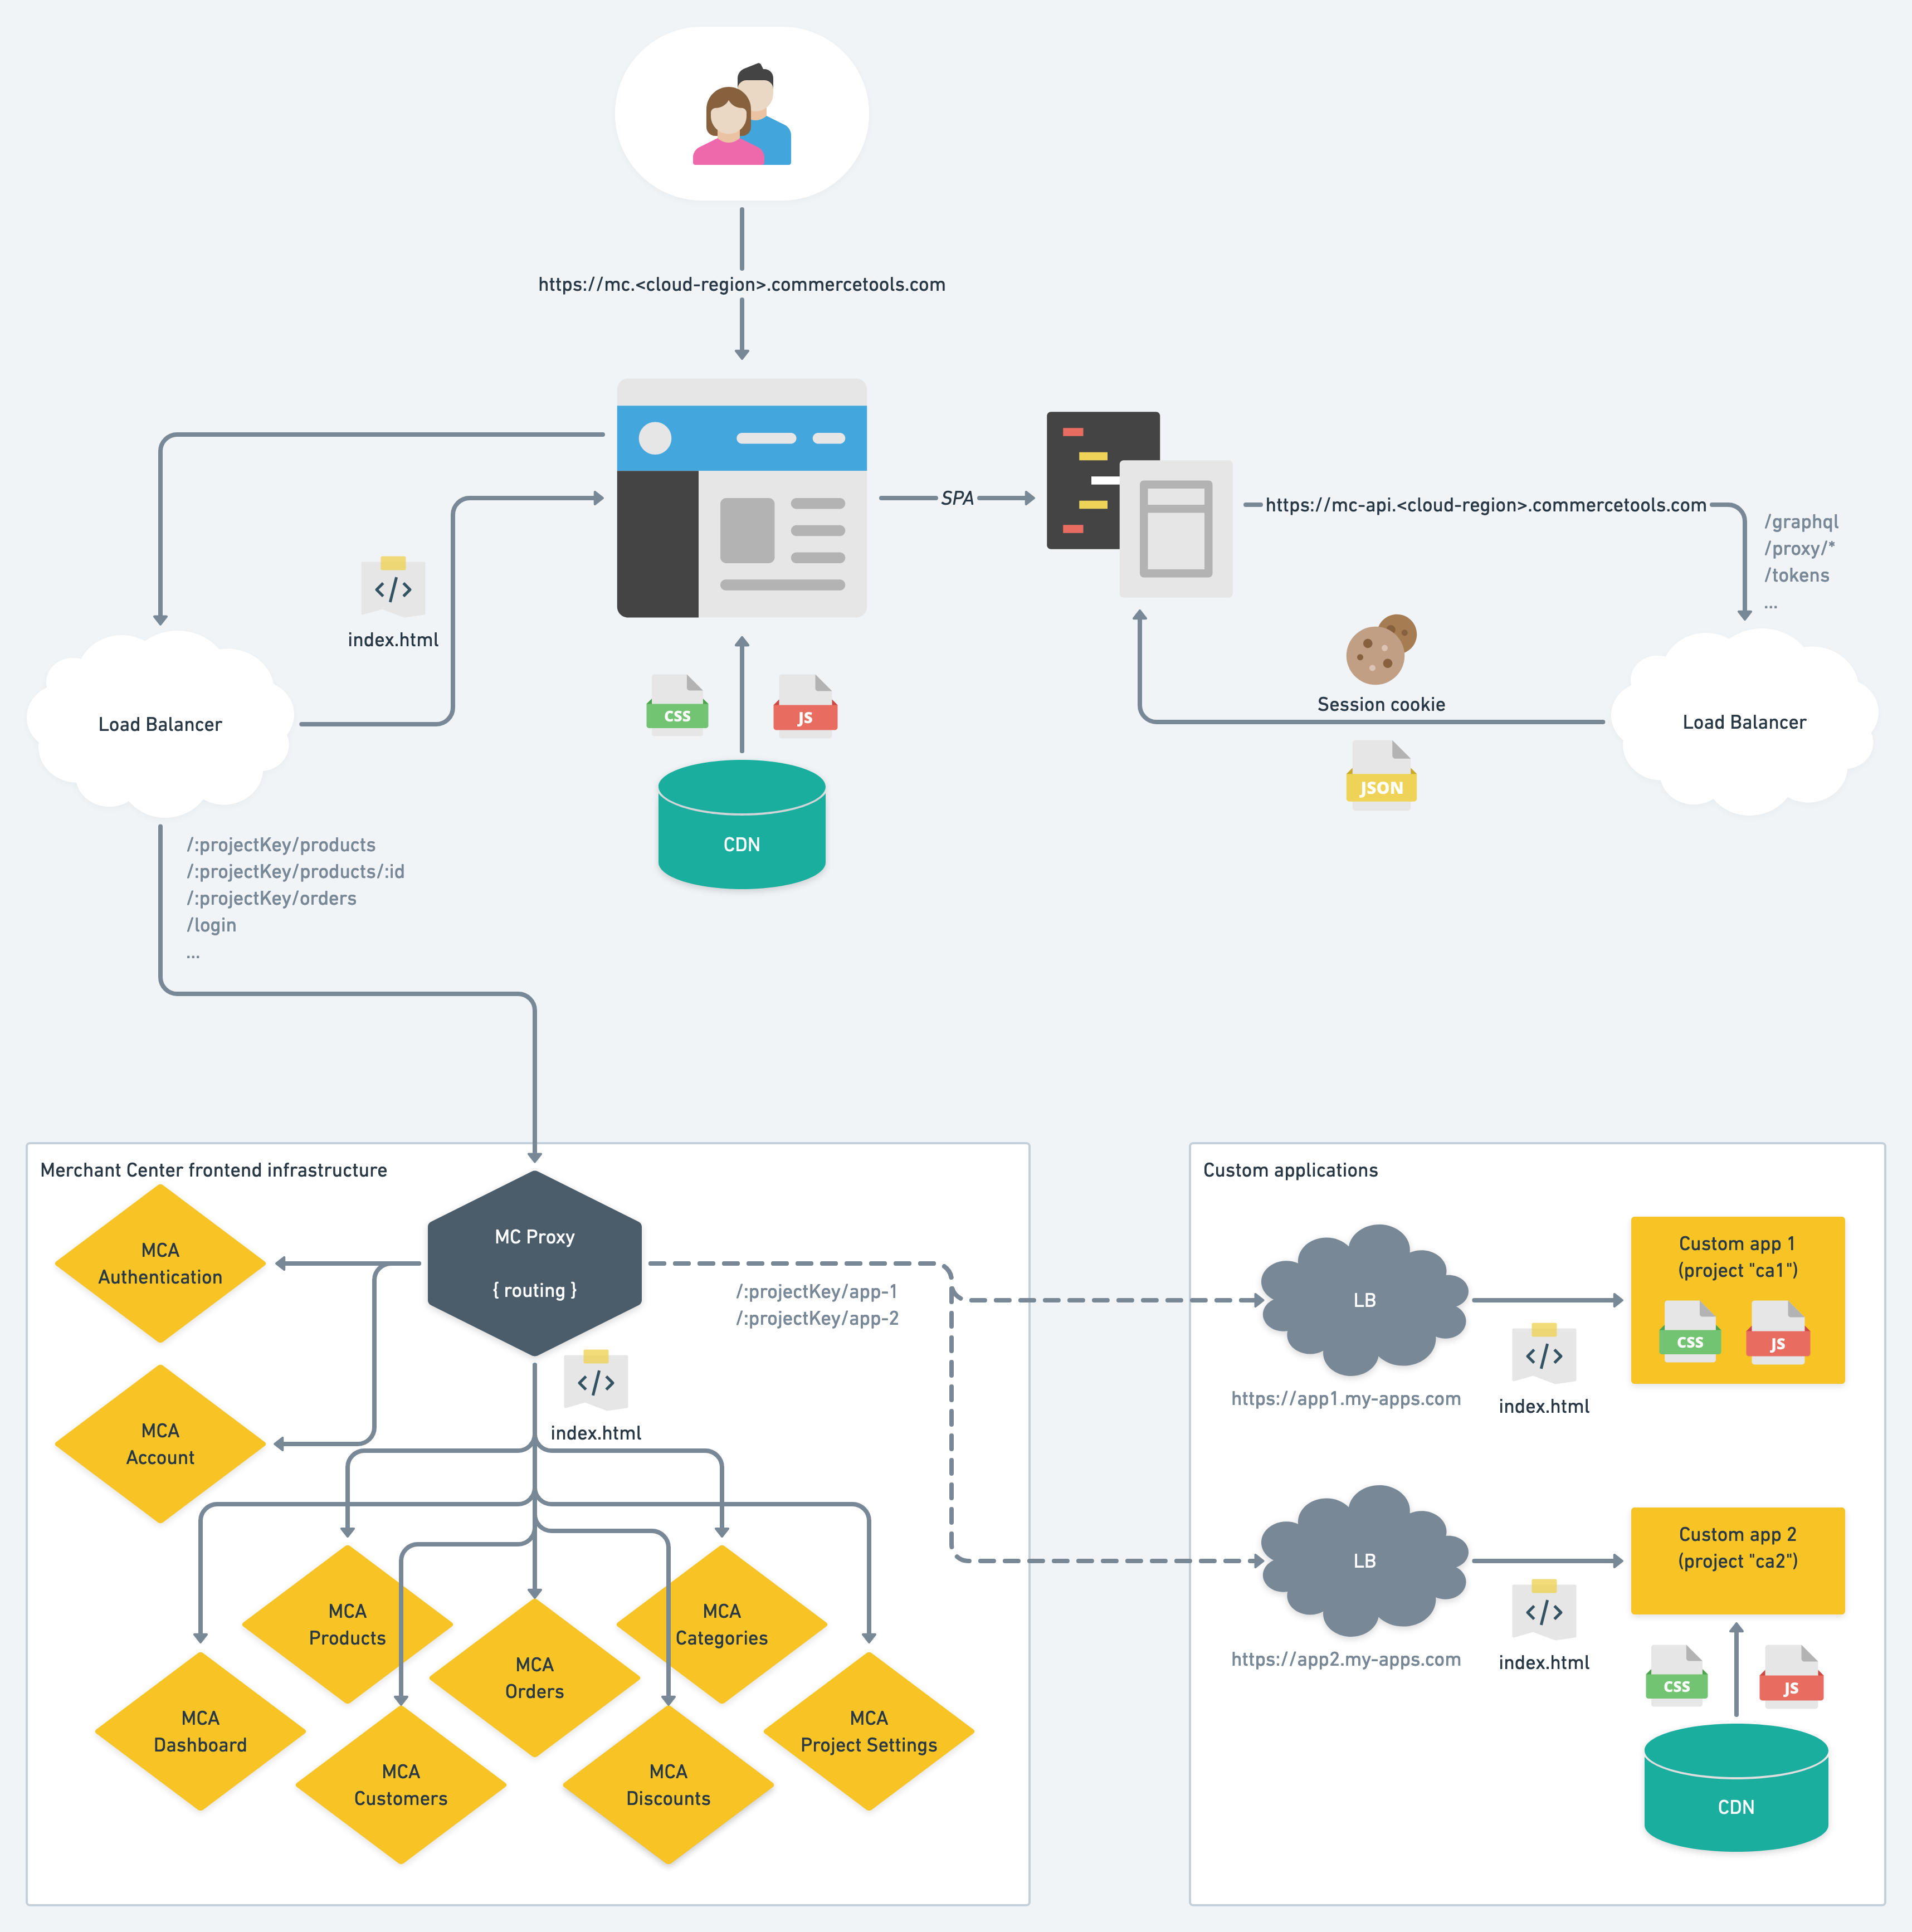 https://mc.<cloud-region>.commercetools.com
SPA
https://mc-api.<cloud-region>.commercetools.com
/graphql
/proxy/*
/tokens
...
</>
index.html
Load Balancer
CSS
JS
CDN
Session cookie
JSON
Load Balancer
/:projectKey/products
/:projectKey/products/:id
/:projectKey/orders
/login
...
Merchant Center frontend infrastructure
MC Proxy
{ routing }
MCA
Authentication
MCA
Account
/:projectKey/app-1
/:projectKey/app-2
</>
index.html
MCA
Products
MCA
Categories
MCA
Orders
MCA
Dashboard
MCA
Project Settings
MCA
Customers
MCA
Discounts
Custom applications
LB
https://app1.my-apps.com
</>
index.html
Custom app 1
(project "ca1")
CSS
JS
LB
https://app2.my-apps.com
</>
index.html
Custom app 2
(project "ca2")
CSS
JS
CDN